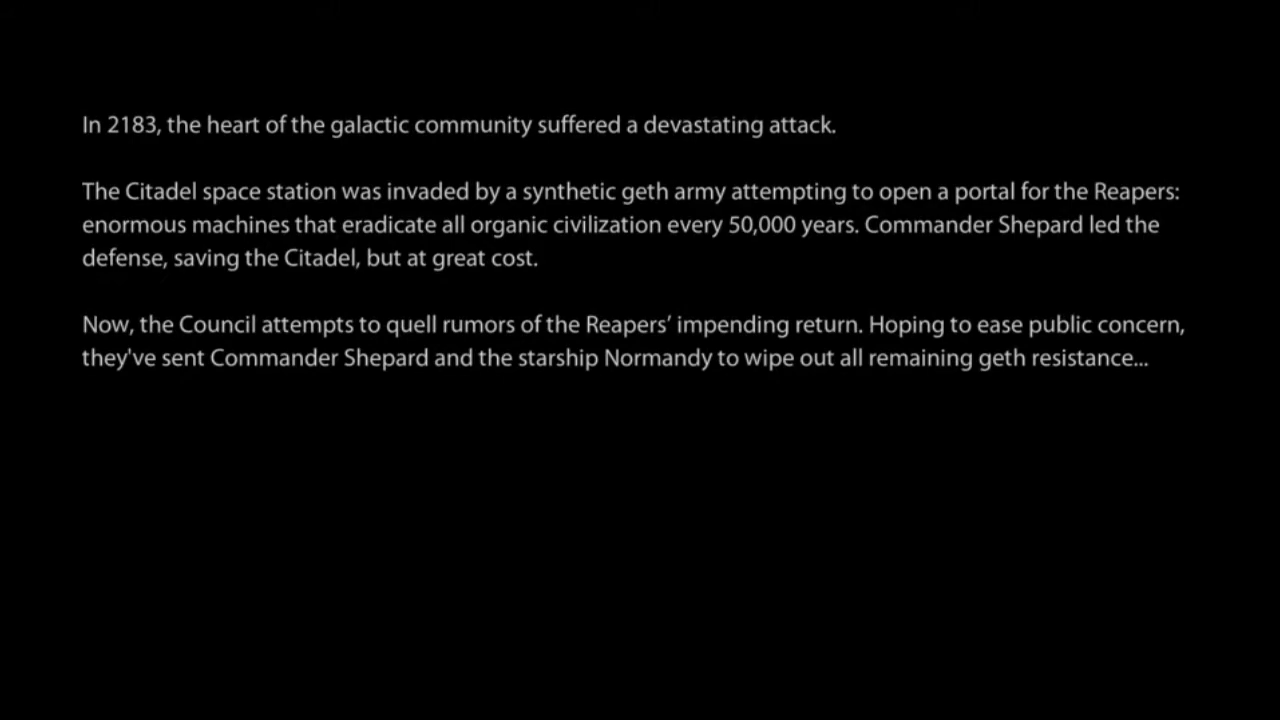 In 2183, the heart of the galactic community suffered a devastating attack.
The Citadel space station was invaded by a synthetic geth army attempting to open a portal for the Reapers:
enormous machines that eradicate all organic civilization every 50,000 years. Commander Shepard led the
defense, saving the Citadel, but at great cost.
Now, the Council attempts to quell rumors of the Reapers’ impending return. Hoping to ease public concern,
they've sent Commander Shepard and the starship Normandy to wipe out all remaining geth resistance...